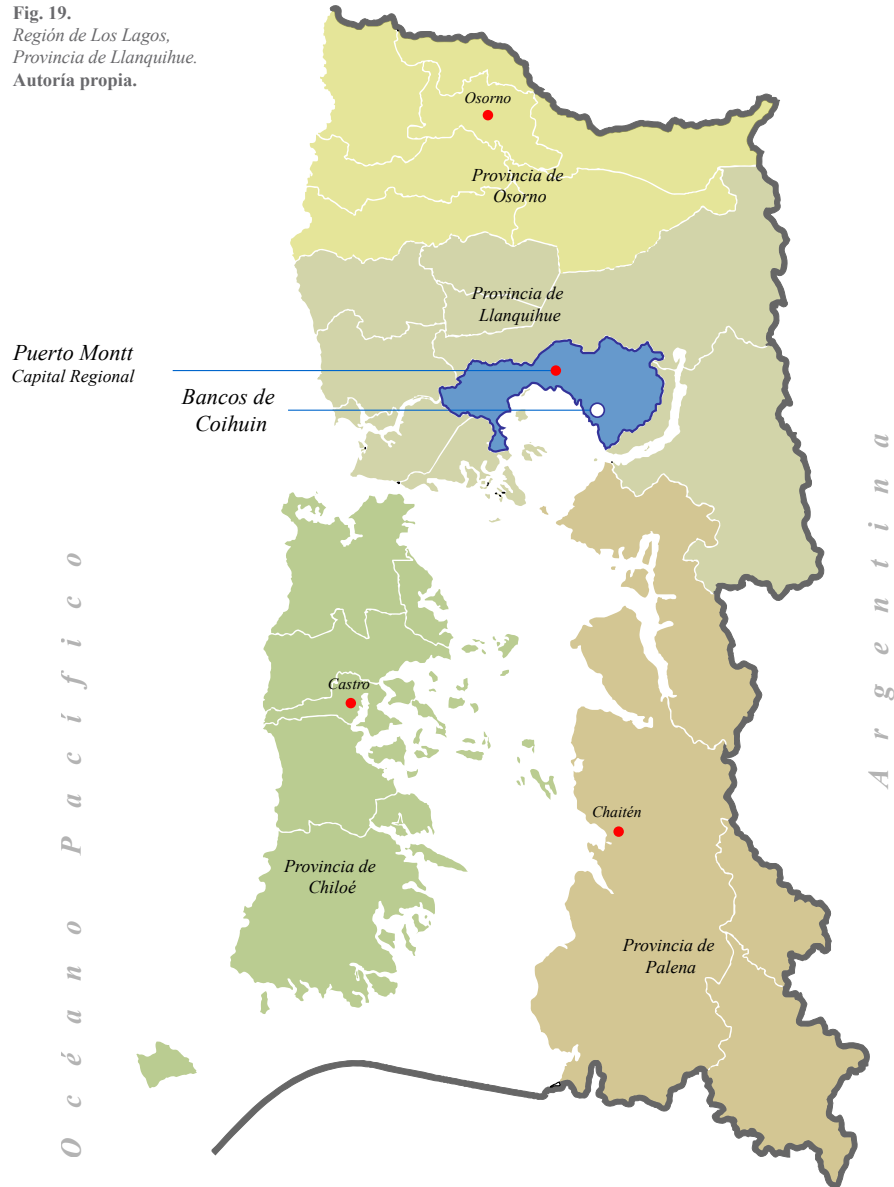 Fig. 19.
Región de Los Lagos,
Provincia de Llanquihue.
Autoría propia.
Osorno
Provincia de
Osorno
Provincia de
Llanquihue
Puerto Montt
Capital Regional
Bancos de
Coihuin
Argentina
Océano Pacífico
Castro
Chaitén
Provincia de
Chiloé
Provincia de
Palena